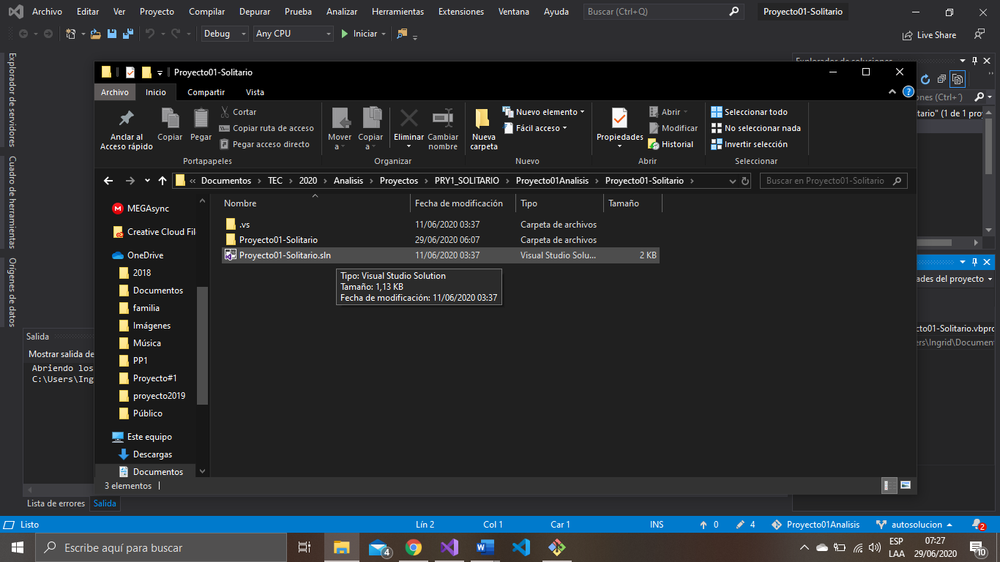 Archivo Editar Ver Proyecto Compilar Depurar Prueba Analizar Herramientas Extensiones Ventana Ayuda Buscar (Ctrl+Q) Proyecto01-Solitario
Debug Any CPU Iniciar Live Share
Explorador de servidores
Cuadro de herramientas
Orígenes de datos
Explorador de soluciones
ones (Ctrl+´)
tario" (1 de 1 proy
Proyecto01-Solitario
Archivo Inicio Compartir Vista
Anclar al Acceso rápido
Copiar
Pegar
Cortar
Copiar ruta de acceso
Pegar acceso directo
Portapapeles
Mover a
Copiar a
Eliminar
Cambiar nombre
Organizar
Nueva carpeta
Nuevo elemento
Fácil acceso
Nuevo
Propiedades
Abrir
Modificar
Historial
Abrir
Seleccionar todo
No seleccionar nada
Invertir selección
Seleccionar
« Documentos > TEC > 2020 > Analisis > Proyectos > PRY1_SOLITARIO > Proyecto01Analisis > Proyecto01-Solitario >
Buscar en Proyecto01-Solitario
MEGAsync
Creative Cloud Fil
OneDrive
2018
Documentos
familia
Imágenes
Música
PP1
Proyecto#1
proyecto2019
Público
Este equipo
Descargas
Documentos
Nombre Fecha de modificación Tipo Tamaño
.vs 11/06/2020 03:37 Carpeta de archivos
Proyecto01-Solitario 29/06/2020 06:07 Carpeta de archivos
Proyecto01-Solitario.sln 11/06/2020 03:37 Visual Studio Solu... 2 KB
Tipo: Visual Studio Solution
Tamaño: 1,13 KB
Fecha de modificación: 11/06/2020 03:37
3 elementos
ades del proyecto
cto01-Solitario.vbpro
ers\Ingrid\Document
Salida
Mostrar salida de
Abriendo los
C:\Users\Ing
Lista de errores Salida
Listo Lín 2 Col 1 Car 1 INS 0 4 Proyecto01Analisis autosolucion 2
Escribe aquí para buscar
4
ESP
LAA
07:27
29/06/2020
10